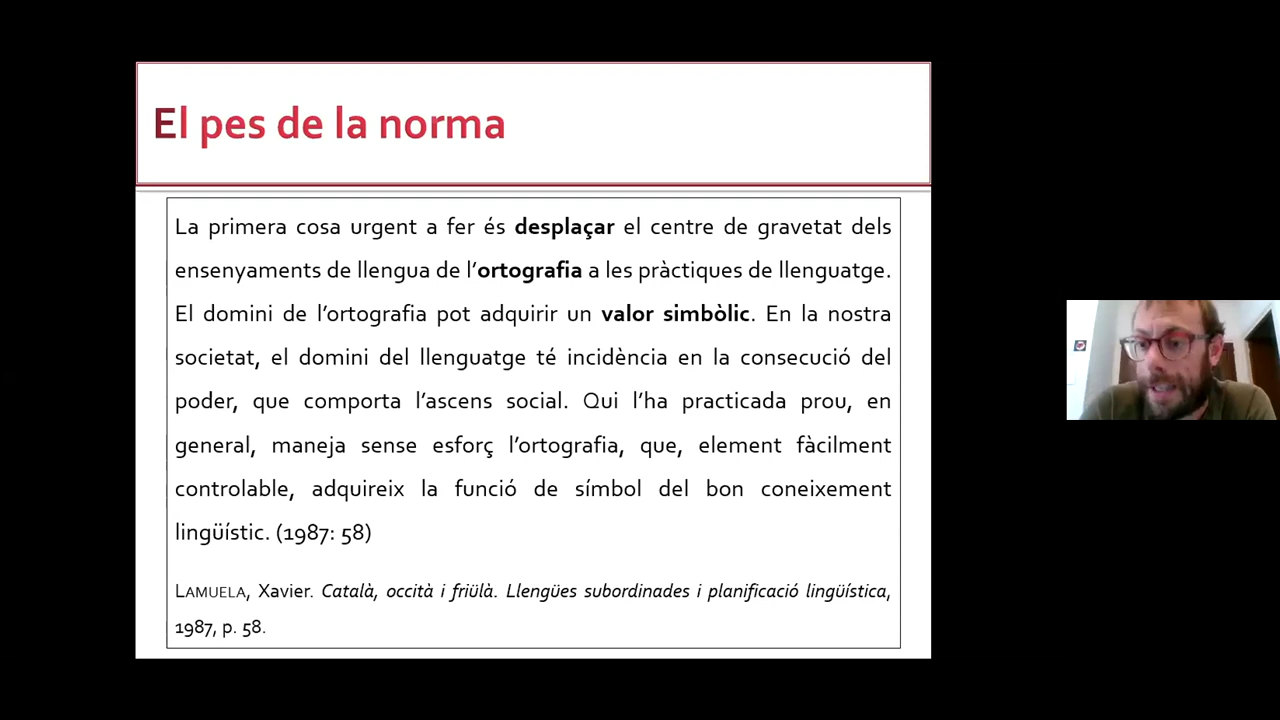 El pes de la norma
La primera cosa urgent a fer és desplaçar el centre de gravetat dels
ensenyaments de llengua de l’ortografia a les pràctiques de llenguatge.
El domini de l’ortografia pot adquirir un valor simbòlic. En la nostra
societat, el domini del llenguatge té incidència en la consecució del
poder, que comporta l’ascens social. Qui l’ha practicada prou, en
general, maneja sense esforç l’ortografia, que, element fàcilment
controlable, adquireix la funció de símbol del bon coneixement
lingüístic. (1987: 58)
LAMUELA, Xavier. Català, occità i friülà. Llengües subordinades i planificació lingüística,
1987, p. 58.